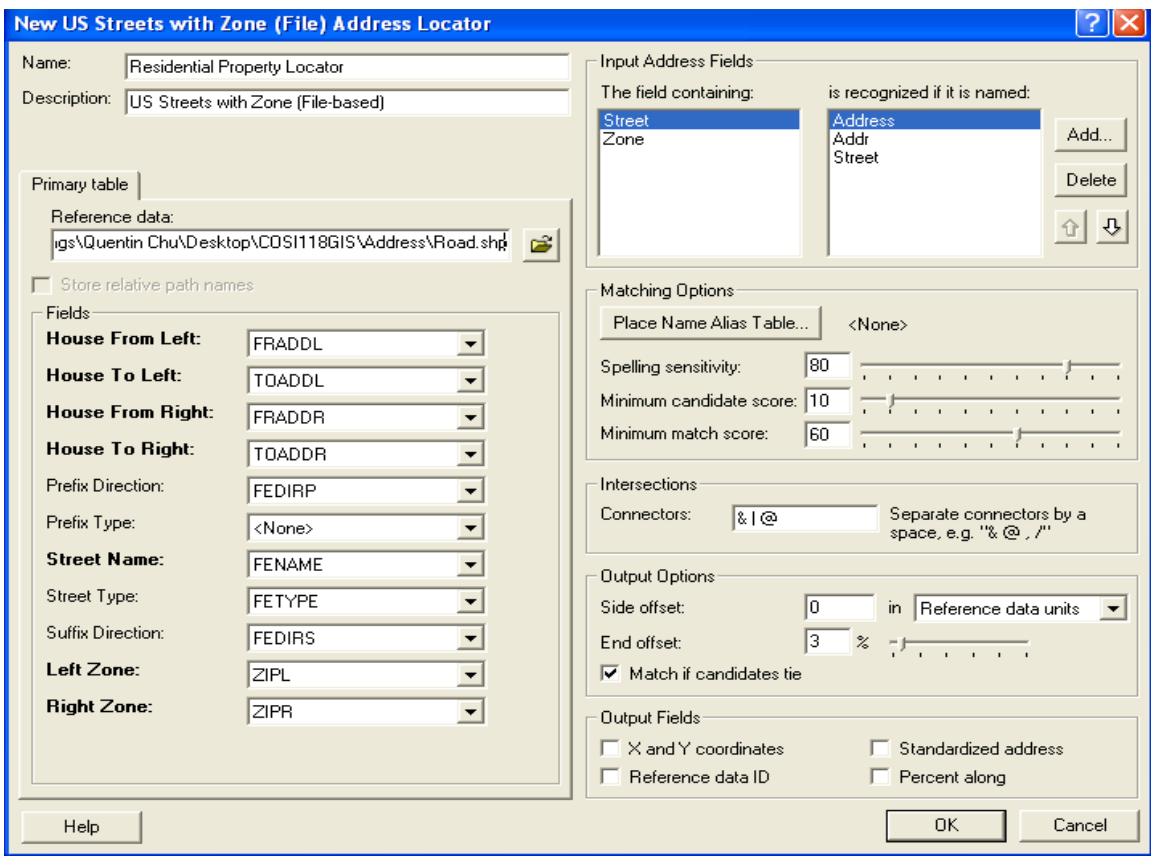 New US Streets with Zone (File) Address Locator
Name: Residential Property Locator
Description: US Streets with Zone (File-based)
Primary table
Reference data:
ıgs\Quentin Chu\Desktop\COSI118GIS\Address\Road.shp
Store relative path names
Fields
House From Left: FRADDL
House To Left: TOADDL
House From Right: FRADDR
House To Right: TOADDR
Prefix Direction: FEDIRP
Prefix Type: <None>
Street Name: FENAME
Street Type: FETYPE
Suffix Direction: FEDIRS
Left Zone: ZIPL
Right Zone: ZIPR
Help
Input Address Fields
The field containing: is recognized if it is named:
Street Address
Zone Addr
Street
Add...
Delete
Matching Options
Place Name Alias Table... <None>
Spelling sensitivity: 80
Minimum candidate score: 10
Minimum match score: 60
Intersections
Connectors: & | @ Separate connectors by a
space, e.g. "& @ , /"
Output Options
Side offset: 0 in Reference data units
End offset: 3 %
Match if candidates tie
Output Fields
X and Y coordinates Standardized address
Reference data ID Percent along
OK Cancel